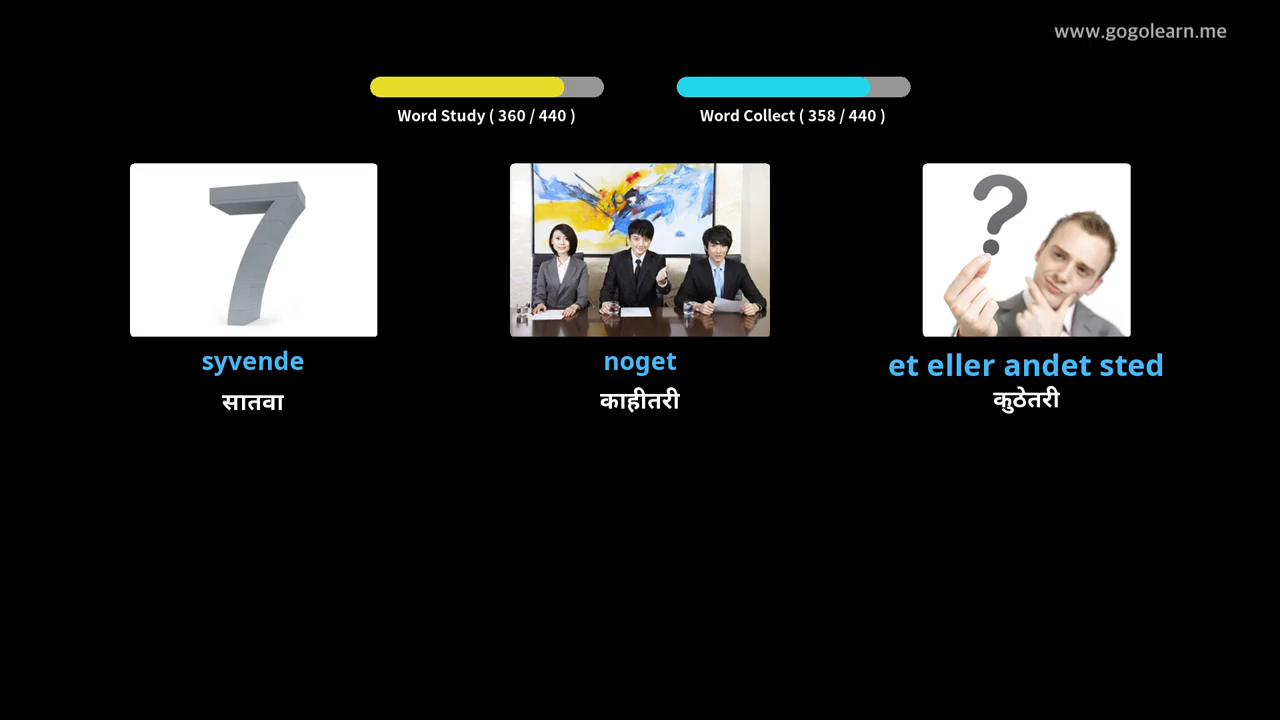 www.gogolearn.me
Word Study ( 360 / 440 )
Word Collect ( 358 / 440 )
7
?
syvende
सातवा
noget
काहीतरी
et eller andet sted
कुठेतरी